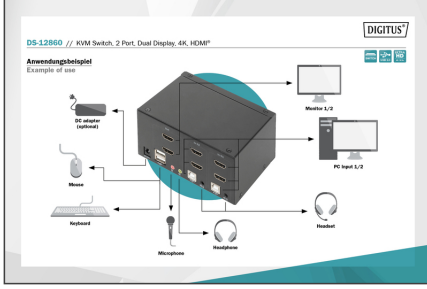 DIGITUS®
DS-12860 // KVM Switch, 2 Port, Dual Display, 4K, HDMI®
Anwendungsbeispiel
Example of use
DC adapter
(optional)
Monitor 1/2
PC Input 1/2
Mouse
Keyboard
Microphone
Headphone
Headset